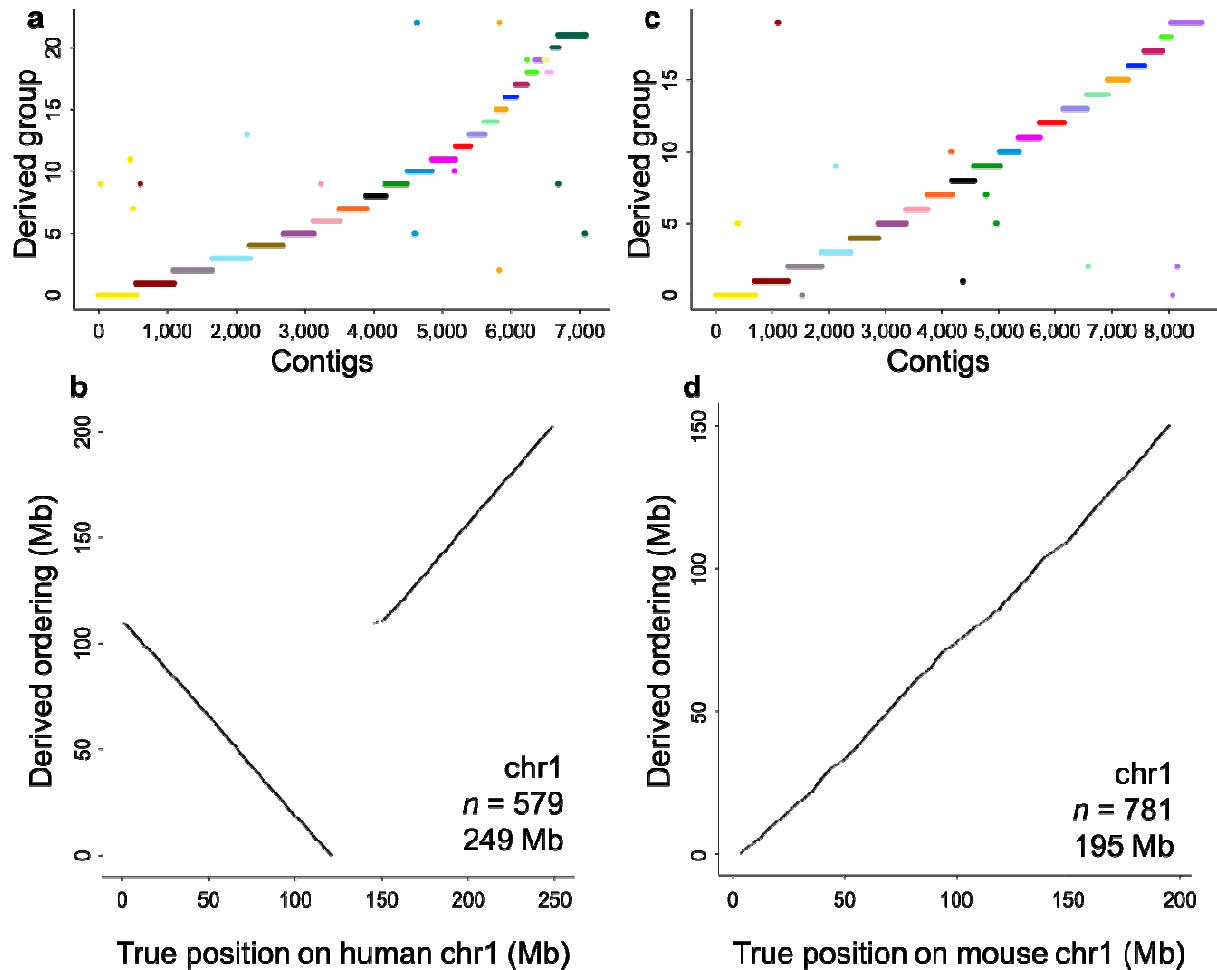 a
Derived group
20
15
10
5
0
0 1,000 2,000 3,000 4,000 5,000 6,000 7,000
Contigs
c
Derived group
15
10
5
0
0 1,000 2,000 3,000 4,000 5,000 6,000 7,000 8,000
Contigs
b
Derived ordering (Mb)
200
150
100
50
0
chr1
n = 579
249 Mb
0 50 100 150 200 250
True position on human chr1 (Mb)
d
Derived ordering (Mb)
150
100
50
0
chr1
n = 781
195 Mb
0 50 100 150 200
True position on mouse chr1 (Mb)